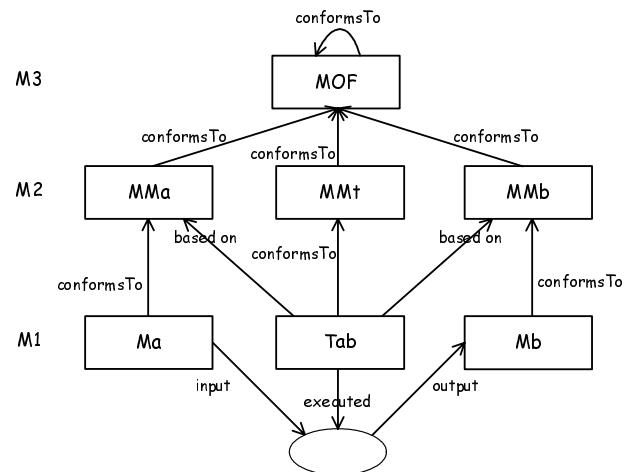 conformsTo
M3
MOF
conformsTo
conformsTo
conformsTo
M2
MMa
MMt
MMb
based on
based on
conformsTo
conformsTo
conformsTo
M1
Ma
Tab
Mb
input
executed
output